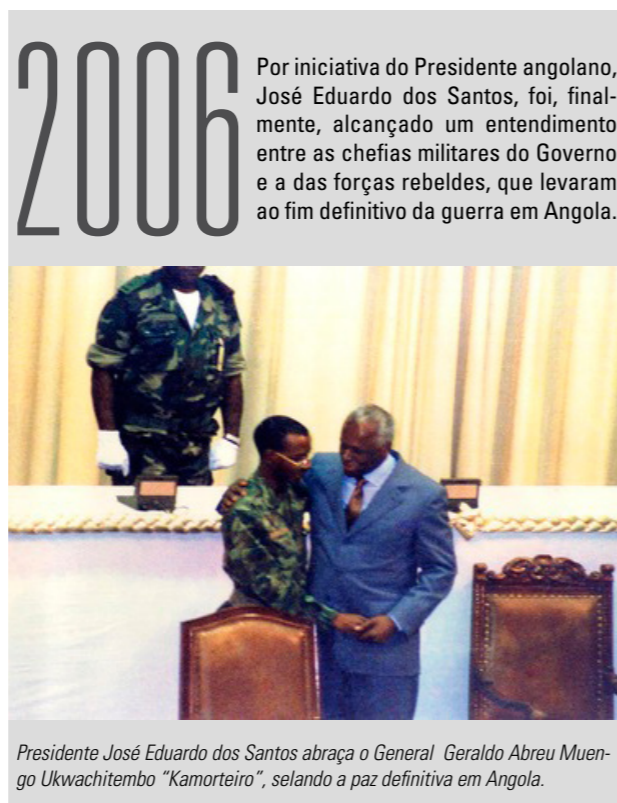 2006
Por iniciativa do Presidente angolano,
José Eduardo dos Santos, foi, final-
mente, alcançado um entendimento
entre as chefias militares do Governo
e a das forças rebeldes, que levaram
ao fim definitivo da guerra em Angola.
Presidente José Eduardo dos Santos abraça o General Geraldo Abreu Muen-
go Ukwachitembo “Kamorteiro”, selando a paz definitiva em Angola.